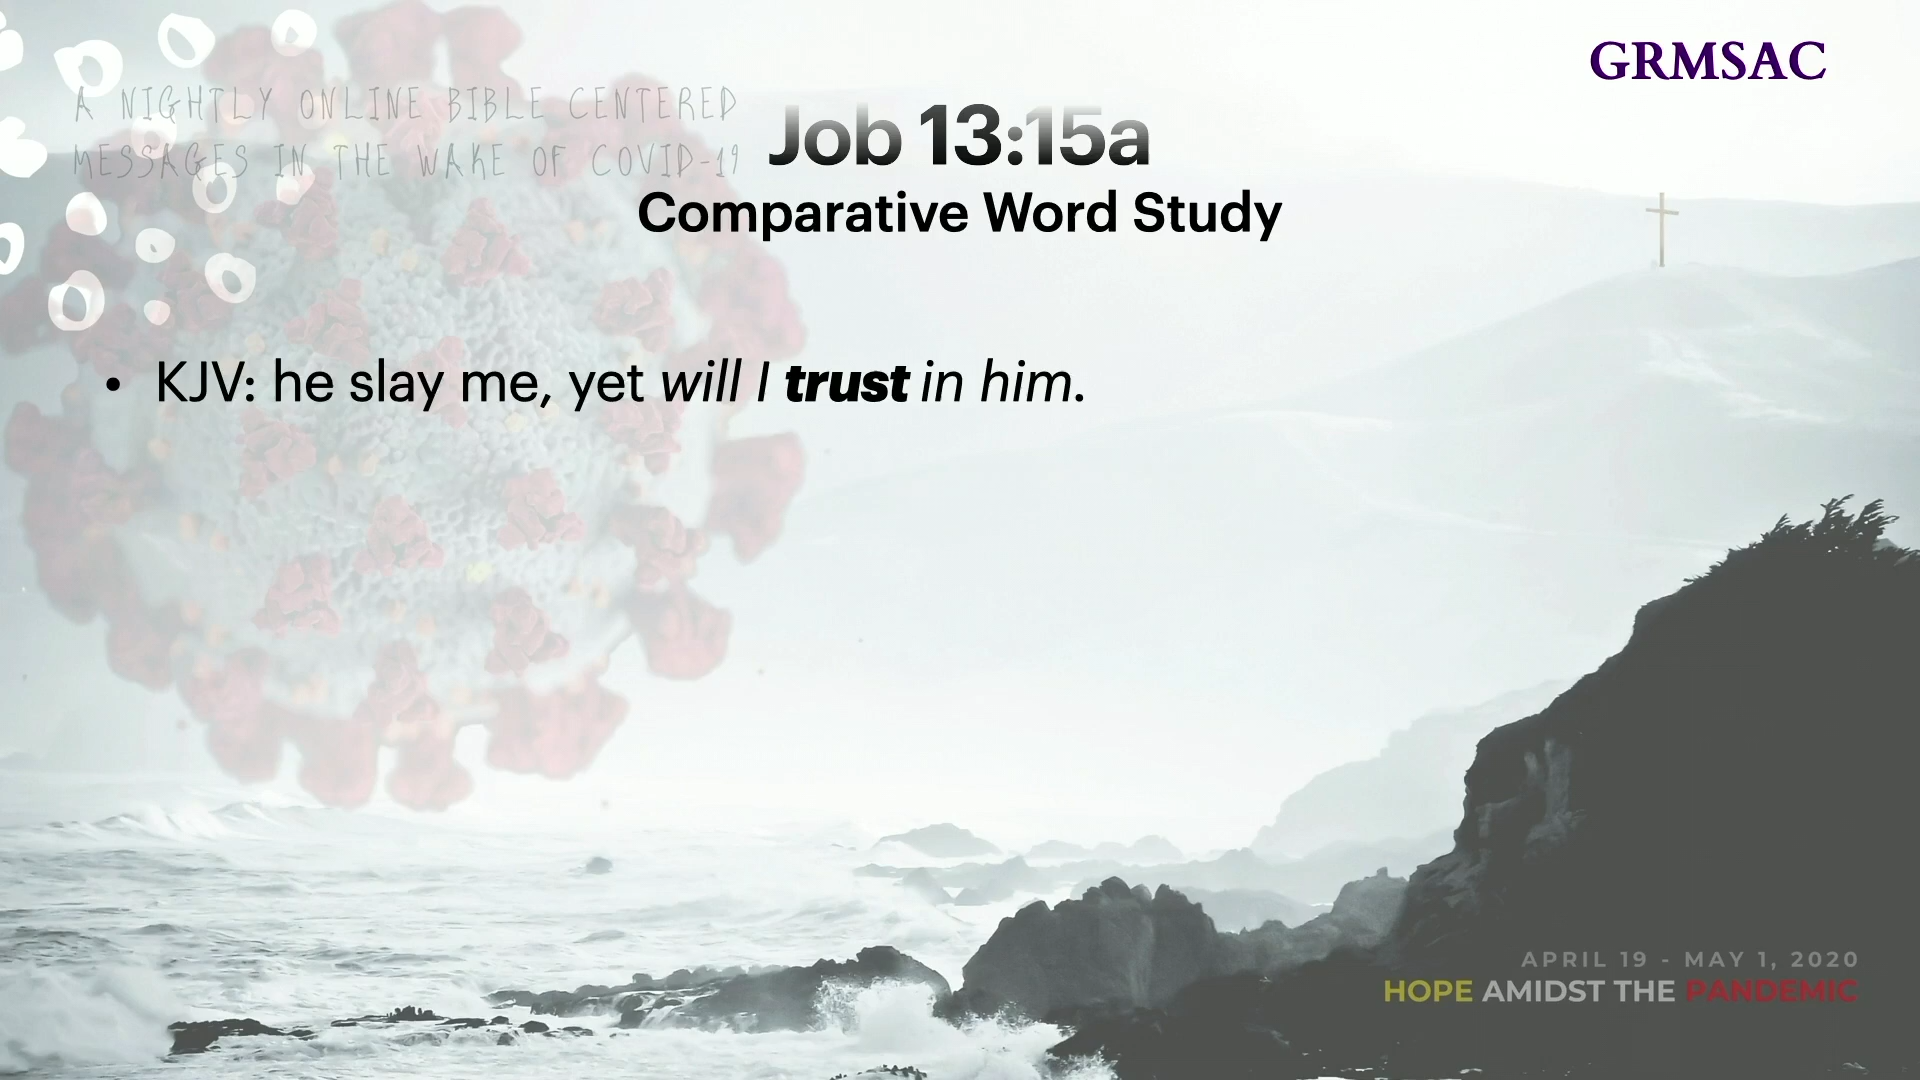 GRMSAC
A NIGHTLY ONLINE BIBLE CENTERED
MESSAGES IN THE WAKE OF COVID-19
Job 13:15a
Comparative Word Study
• KJV: he slay me, yet will I trust in him.
APRIL 19 - MAY 1, 2020
HOPE AMIDST THE PANDEMIC